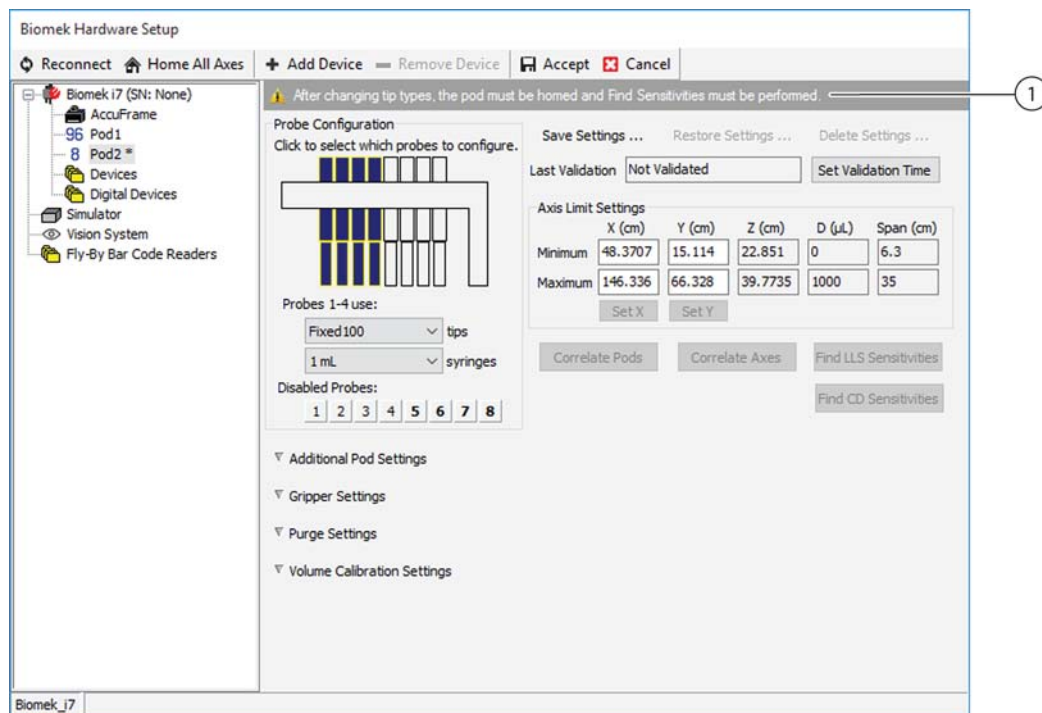 Biomek Hardware Setup
Reconnect Home All Axes Add Device Remove Device Accept Cancel
Biomek i7 (SN: None)
AccuFrame
96 Pod1
8 Pod2 *
Devices
Digital Devices
Simulator
Vision System
Fly-By Bar Code Readers
After changing tip types, the pod must be homed and Find Sensitivities must be performed.
1
Probe Configuration
Click to select which probes to configure.
Probes 1-4 use:
Fixed100 tips
1 mL syringes
Disabled Probes:
1 2 3 4 5 6 7 8
Save Settings ... Restore Settings ... Delete Settings ...
Last Validation Not Validated Set Validation Time
Axis Limit Settings
X (cm) Y (cm) Z (cm) D (µL) Span (cm)
Minimum 48.3707 15.114 22.851 0 6.3
Maximum 146.336 66.328 39.7735 1000 35
Set X Set Y
Correlate Pods Correlate Axes Find LLS Sensitivities
Find CD Sensitivities
Additional Pod Settings
Gripper Settings
Purge Settings
Volume Calibration Settings
Biomek_i7